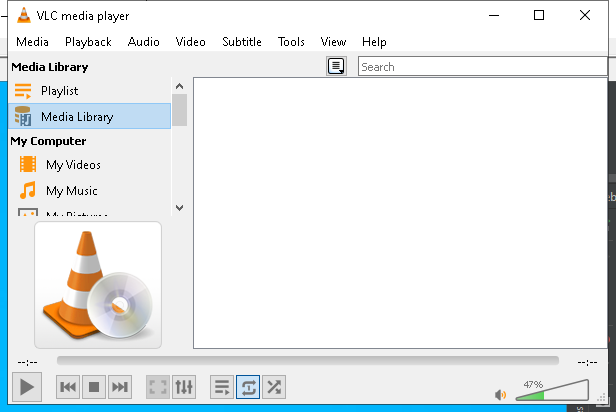 VLC media player
Media Playback Audio Video Subtitle Tools View Help
Media Library
Search
Playlist
Media Library
My Computer
My Videos
My Music
My Pictures
--:-- --:--
47%